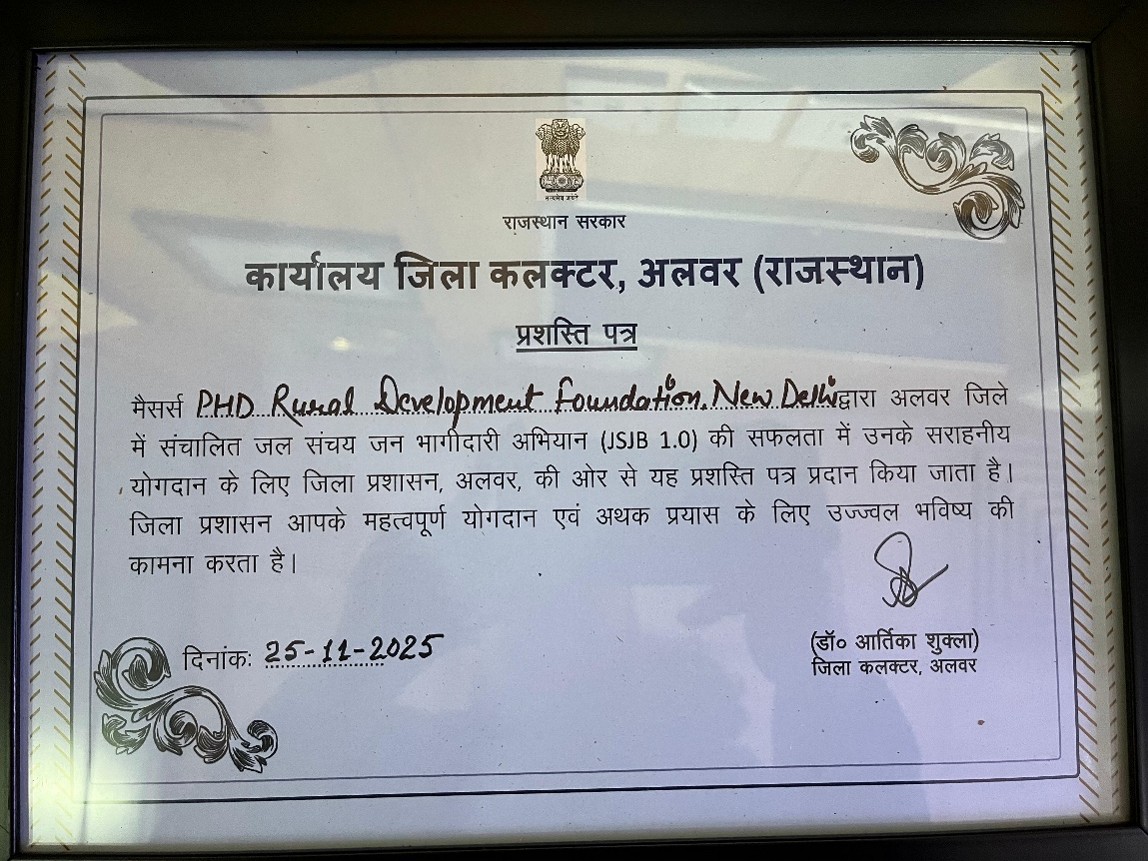 सत्यमेव जयते
राजस्थान सरकार
कार्यालय जिला कलक्टर, अलवर (राजस्थान)
प्रशस्ति पत्र
मैसर्स PHD Rural Development Foundation, New Delhi द्वारा अलवर जिले
में संचालित जल संचय जन भागीदारी अभियान (JSJB 1.0) की सफलता में उनके सराहनीय
योगदान के लिए जिला प्रशासन, अलवर, की ओर से यह प्रशस्ति पत्र प्रदान किया जाता है।
जिला प्रशासन आपके महत्वपूर्ण योगदान एवं अथक प्रयास के लिए उज्ज्वल भविष्य की
कामना करता है।
दिनांक: 25-11-2025
(डॉ० आर्तिका शुक्ला)
जिला कलक्टर, अलवर